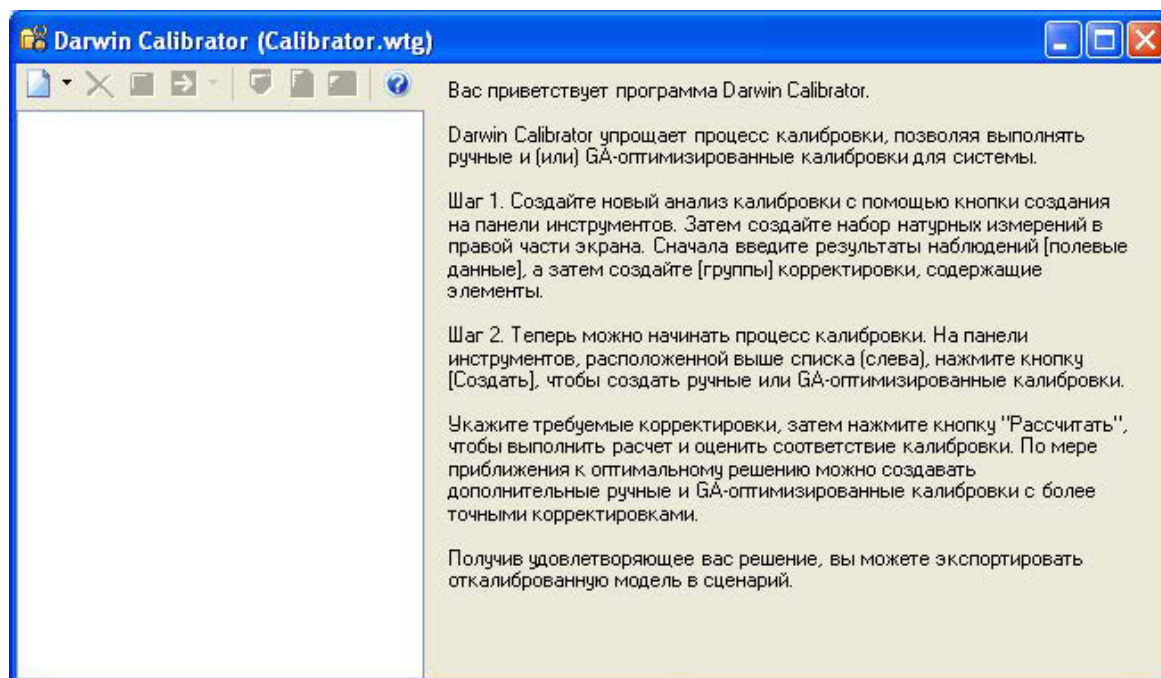 Darwin Calibrator (Calibrator.wtg)
Вас приветствует программа Darwin Calibrator.
Darwin Calibrator упрощает процесс калибровки, позволяя выполнять
ручные и (или) GA-оптимизированные калибровки для системы.
Шаг 1. Создайте новый анализ калибровки с помощью кнопки создания
на панели инструментов. Затем создайте набор натурных измерений в
правой части экрана. Сначала введите результаты наблюдений [полевые
данные], а затем создайте [группы] корректировки, содержащие
элементы.
Шаг 2. Теперь можно начинать процесс калибровки. На панели
инструментов, расположенной выше списка (слева), нажмите кнопку
[Создать], чтобы создать ручные или GA-оптимизированные калибровки.
Укажите требуемые корректировки, затем нажмите кнопку "Рассчитать",
чтобы выполнить расчет и оценить соответствие калибровки. По мере
приближения к оптимальному решению можно создавать
дополнительные ручные и GA-оптимизированные калибровки с более
точными корректировками.
Получив удовлетворяющее вас решение, вы можете экспортировать
откалиброванную модель в сценарий.